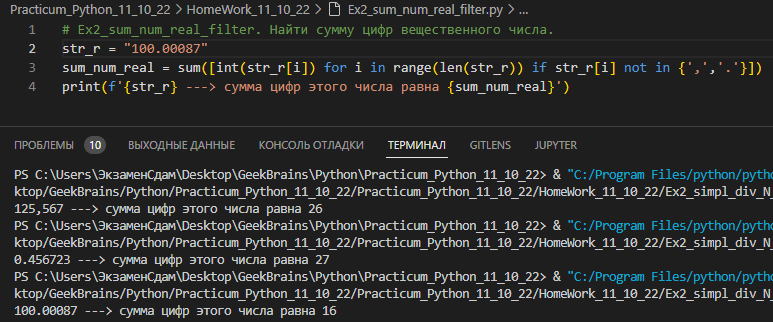 Practicum_Python_11_10_22 > HomeWork_11_10_22 > Ex2_sum_num_real_filter.py > ...
1 # Ex2_sum_num_real_filter. Найти сумму цифр вещественного числа.
2 str_r = "100.00087"
3 sum_num_real = sum([int(str_r[i]) for i in range(len(str_r)) if str_r[i] not in {',','.'}])
4 print(f'{str_r} ---> сумма цифр этого числа равна {sum_num_real}')
ПРОБЛЕМЫ 10 ВЫХОДНЫЕ ДАННЫЕ КОНСОЛЬ ОТЛАДКИ ТЕРМИНАЛ GITLENS JUPYTER
PS C:\Users\ЭкзаменСдам\Desktop\GeekBrains\Python\Practicum_Python_11_10_22> & "C:/Program Files/python/pytho
ktop/GeekBrains/Python/Practicum_Python_11_10_22/HomeWork_11_10_22/Ex2_simpl_div_N_
125,567 ---> сумма цифр этого числа равна 26
PS C:\Users\ЭкзаменСдам\Desktop\GeekBrains\Python\Practicum_Python_11_10_22> & "C:/Program Files/python/pytho
ktop/GeekBrains/Python/Practicum_Python_11_10_22/HomeWork_11_10_22/Ex2_simpl_div_N_
0.456723 ---> сумма цифр этого числа равна 27
PS C:\Users\ЭкзаменСдам\Desktop\GeekBrains\Python\Practicum_Python_11_10_22> & "C:/Program Files/python/pytho
ktop/GeekBrains/Python/Practicum_Python_11_10_22/HomeWork_11_10_22/Ex2_simpl_div_N_
100.00087 ---> сумма цифр этого числа равна 16